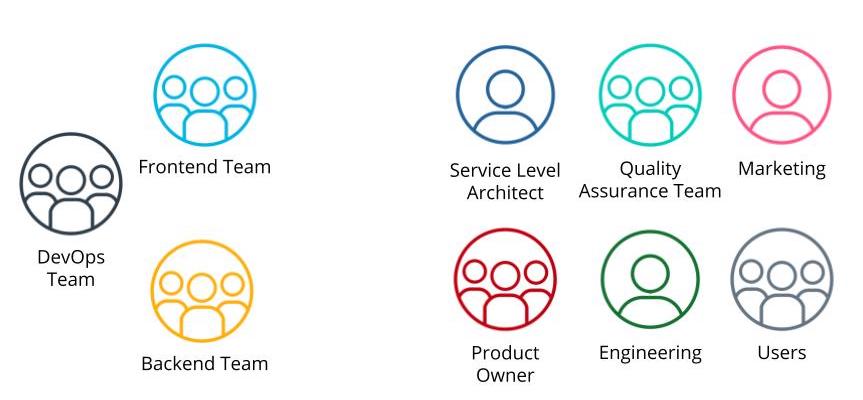 Frontend Team
DevOps
Team
Backend Team
Service Level
Architect
Quality
Assurance Team
Marketing
Product
Owner
Engineering
Users